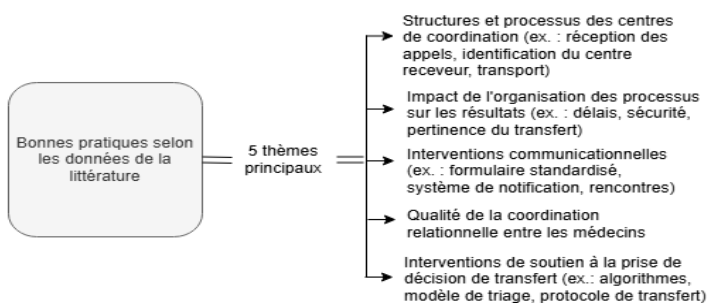 Bonnes pratiques selon
les données de la
littérature
5 thèmes
principaux
Structures et processus des centres
de coordination (ex. : réception des
appels, identification du centre
receveur, transport)
Impact de l'organisation des processus
sur les résultats (ex. : délais, sécurité,
pertinence du transfert)
Interventions communicationnelles
(ex. : formulaire standardisé,
système de notification, rencontres)
Qualité de la coordination
relationnelle entre les médecins
Interventions de soutien à la prise de
décision de transfert (ex.: algorithmes,
modèle de triage, protocole de transfert)